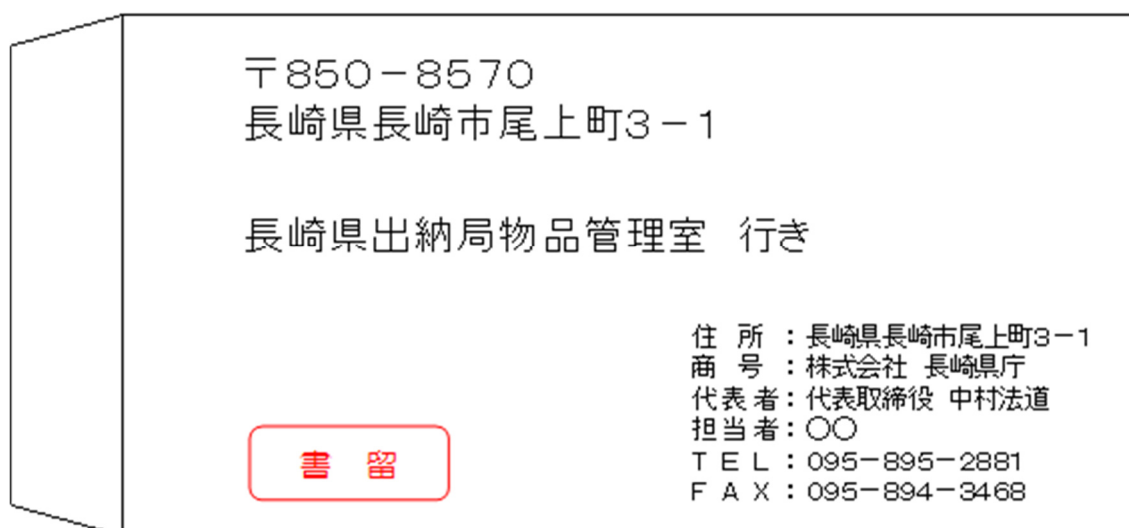 〒850－8570
長崎県長崎市尾上町3－1
長崎県出納局物品管理室　行き
住　所　：長崎県長崎市尾上町3－1
商　号　：株式会社　長崎県庁
代表者：代表取締役　中村法道
担当者：〇〇
ＴＥＬ：095－895－2881
ＦＡＸ：095－894－3468
書　留